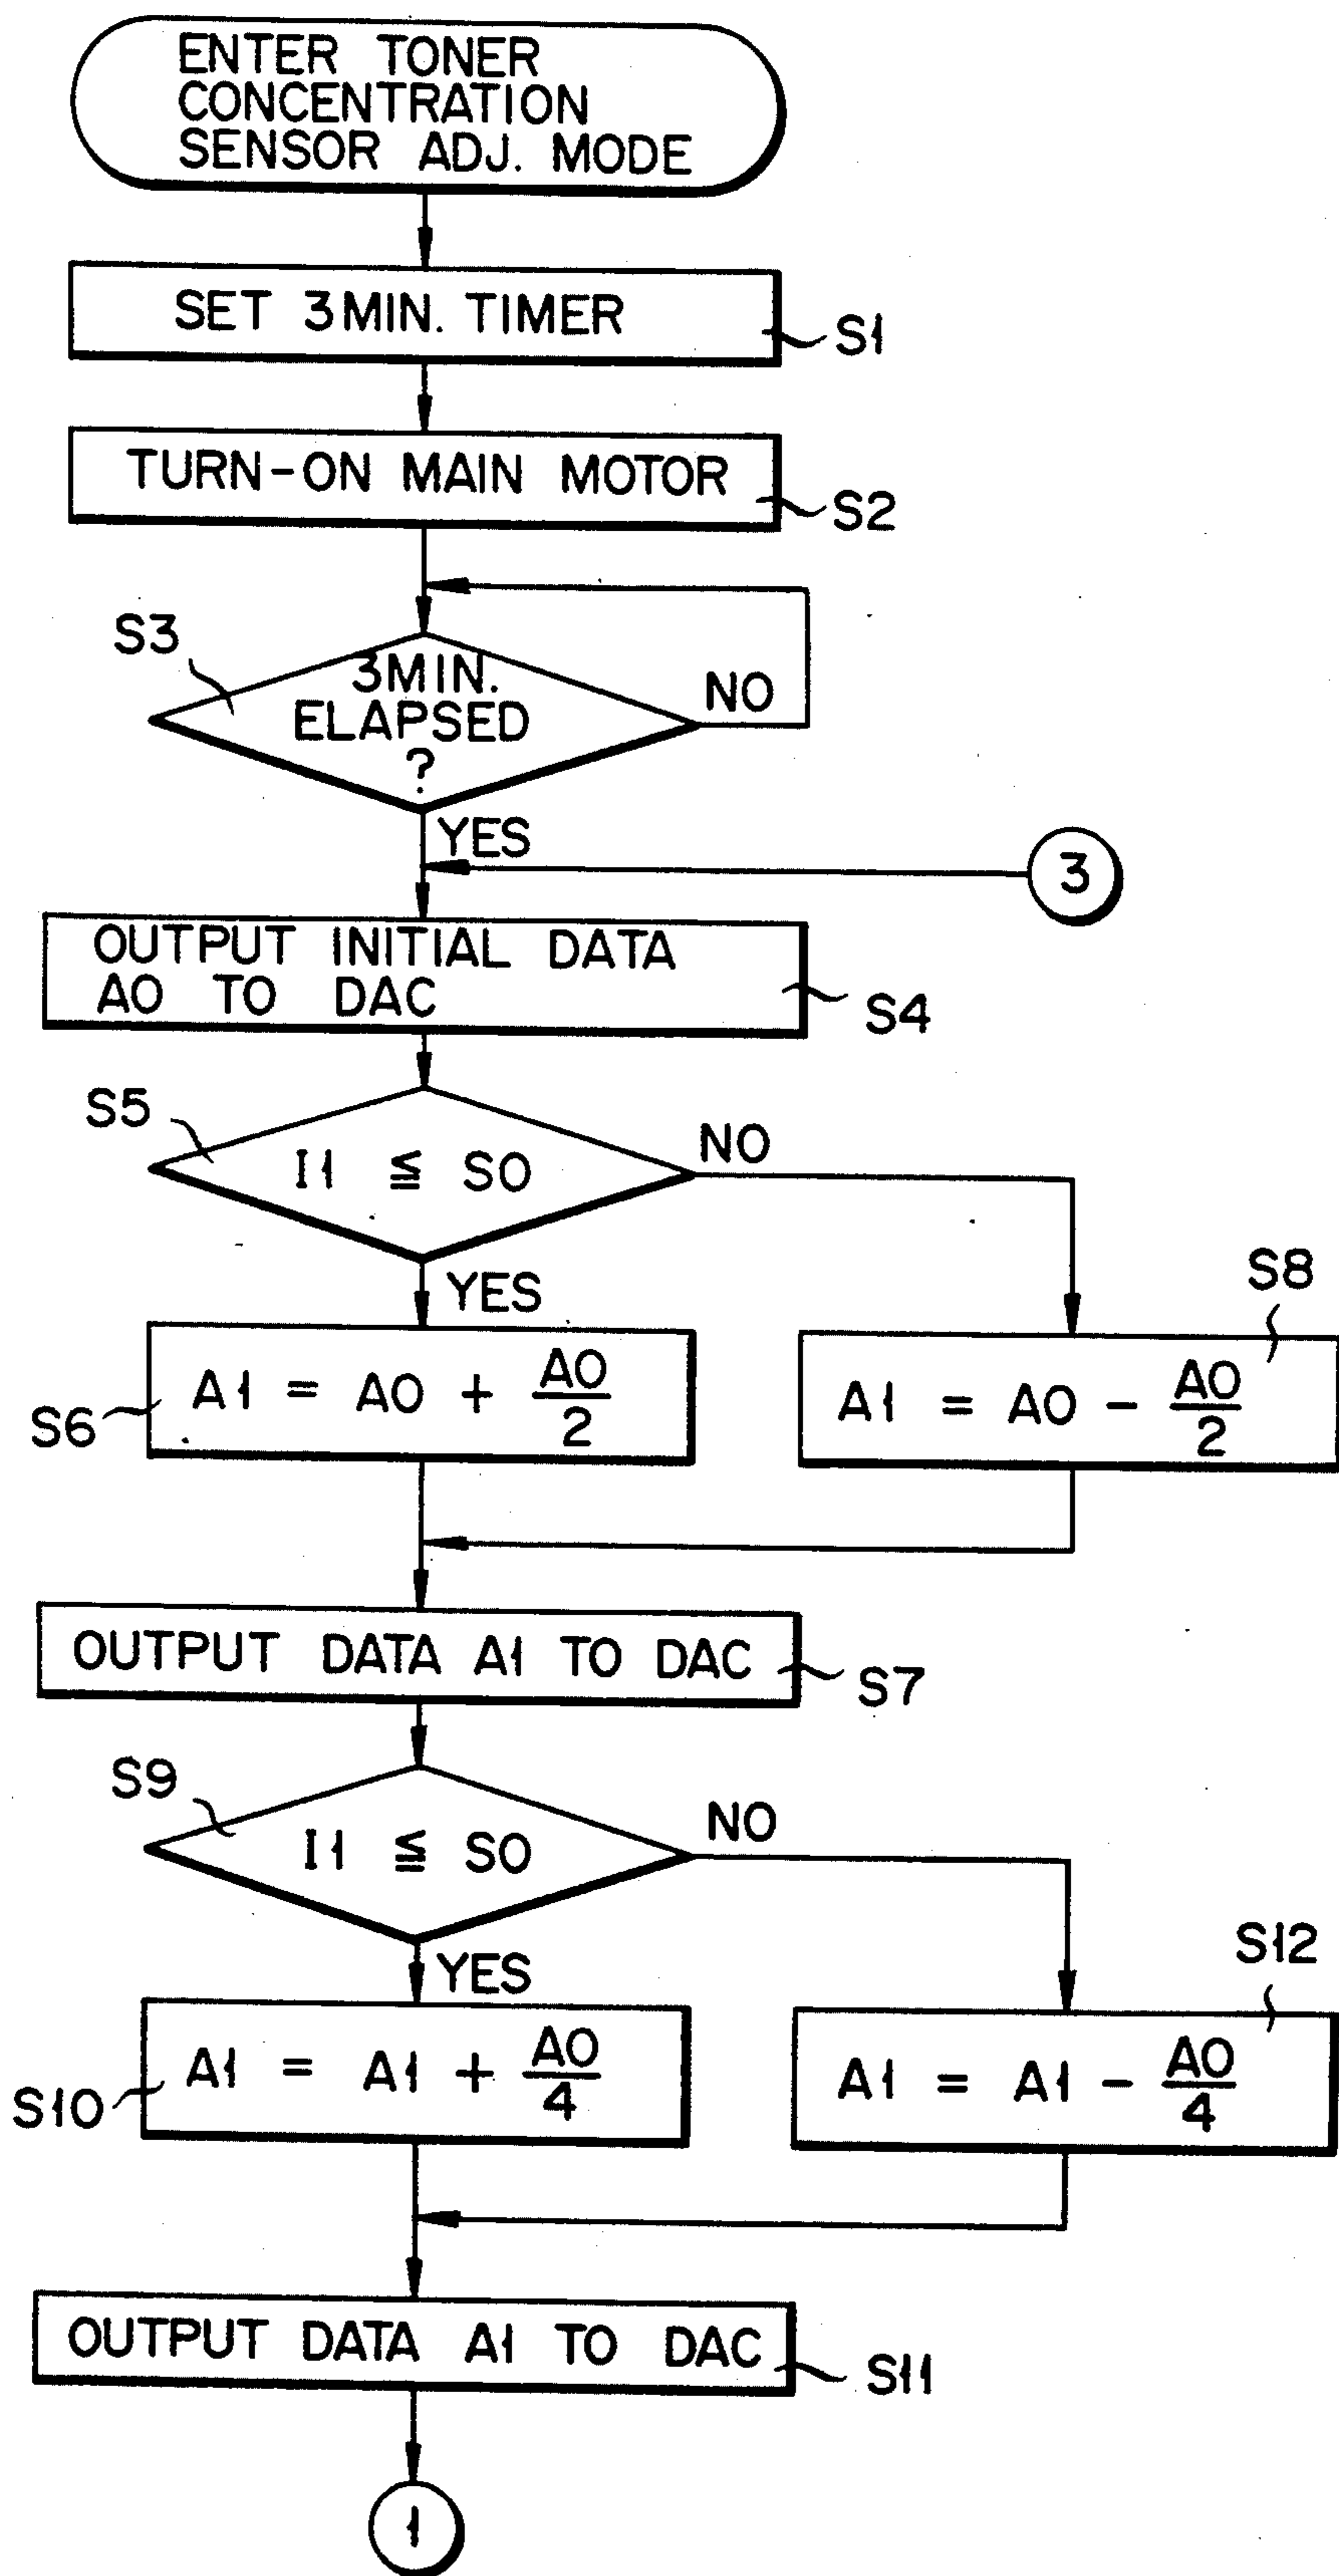 ENTER TONER
CONCENTRATION
SENSOR ADJ. MODE
SET 3MIN. TIMER
S1
TURN-ON MAIN MOTOR
S2
S3
3MIN.
ELAPSED
?
NO
YES
3
OUTPUT INITIAL DATA
A0 TO DAC
S4
S5
I1 ≦ S0
NO
YES
S8
A1 = A0 + A0/2
S6
A1 = A0 - A0/2
OUTPUT DATA A1 TO DAC
S7
S9
I1 ≦ S0
NO
YES
S12
A1 = A1 + A0/4
S10
A1 = A1 - A0/4
OUTPUT DATA A1 TO DAC
S11
1